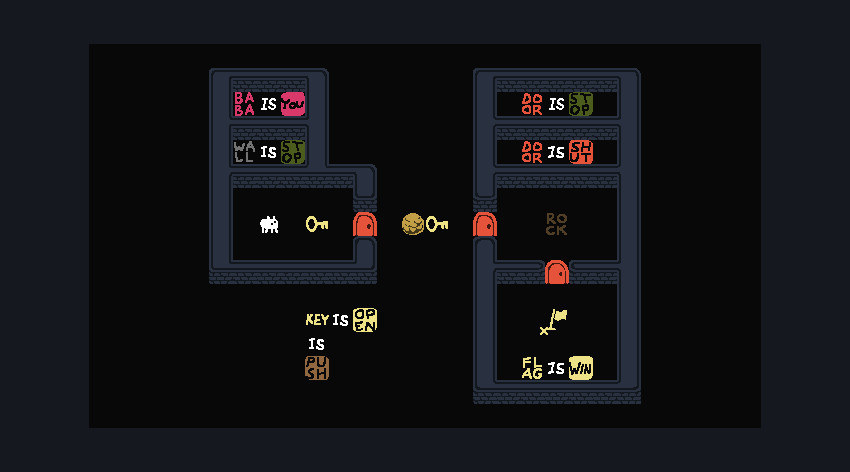 BABA IS YOU
DOOR IS STOP
WALL IS STOP
DOOR IS SHUT
ROCK
KEY IS OPEN
IS
PUSH
FLAG IS WIN